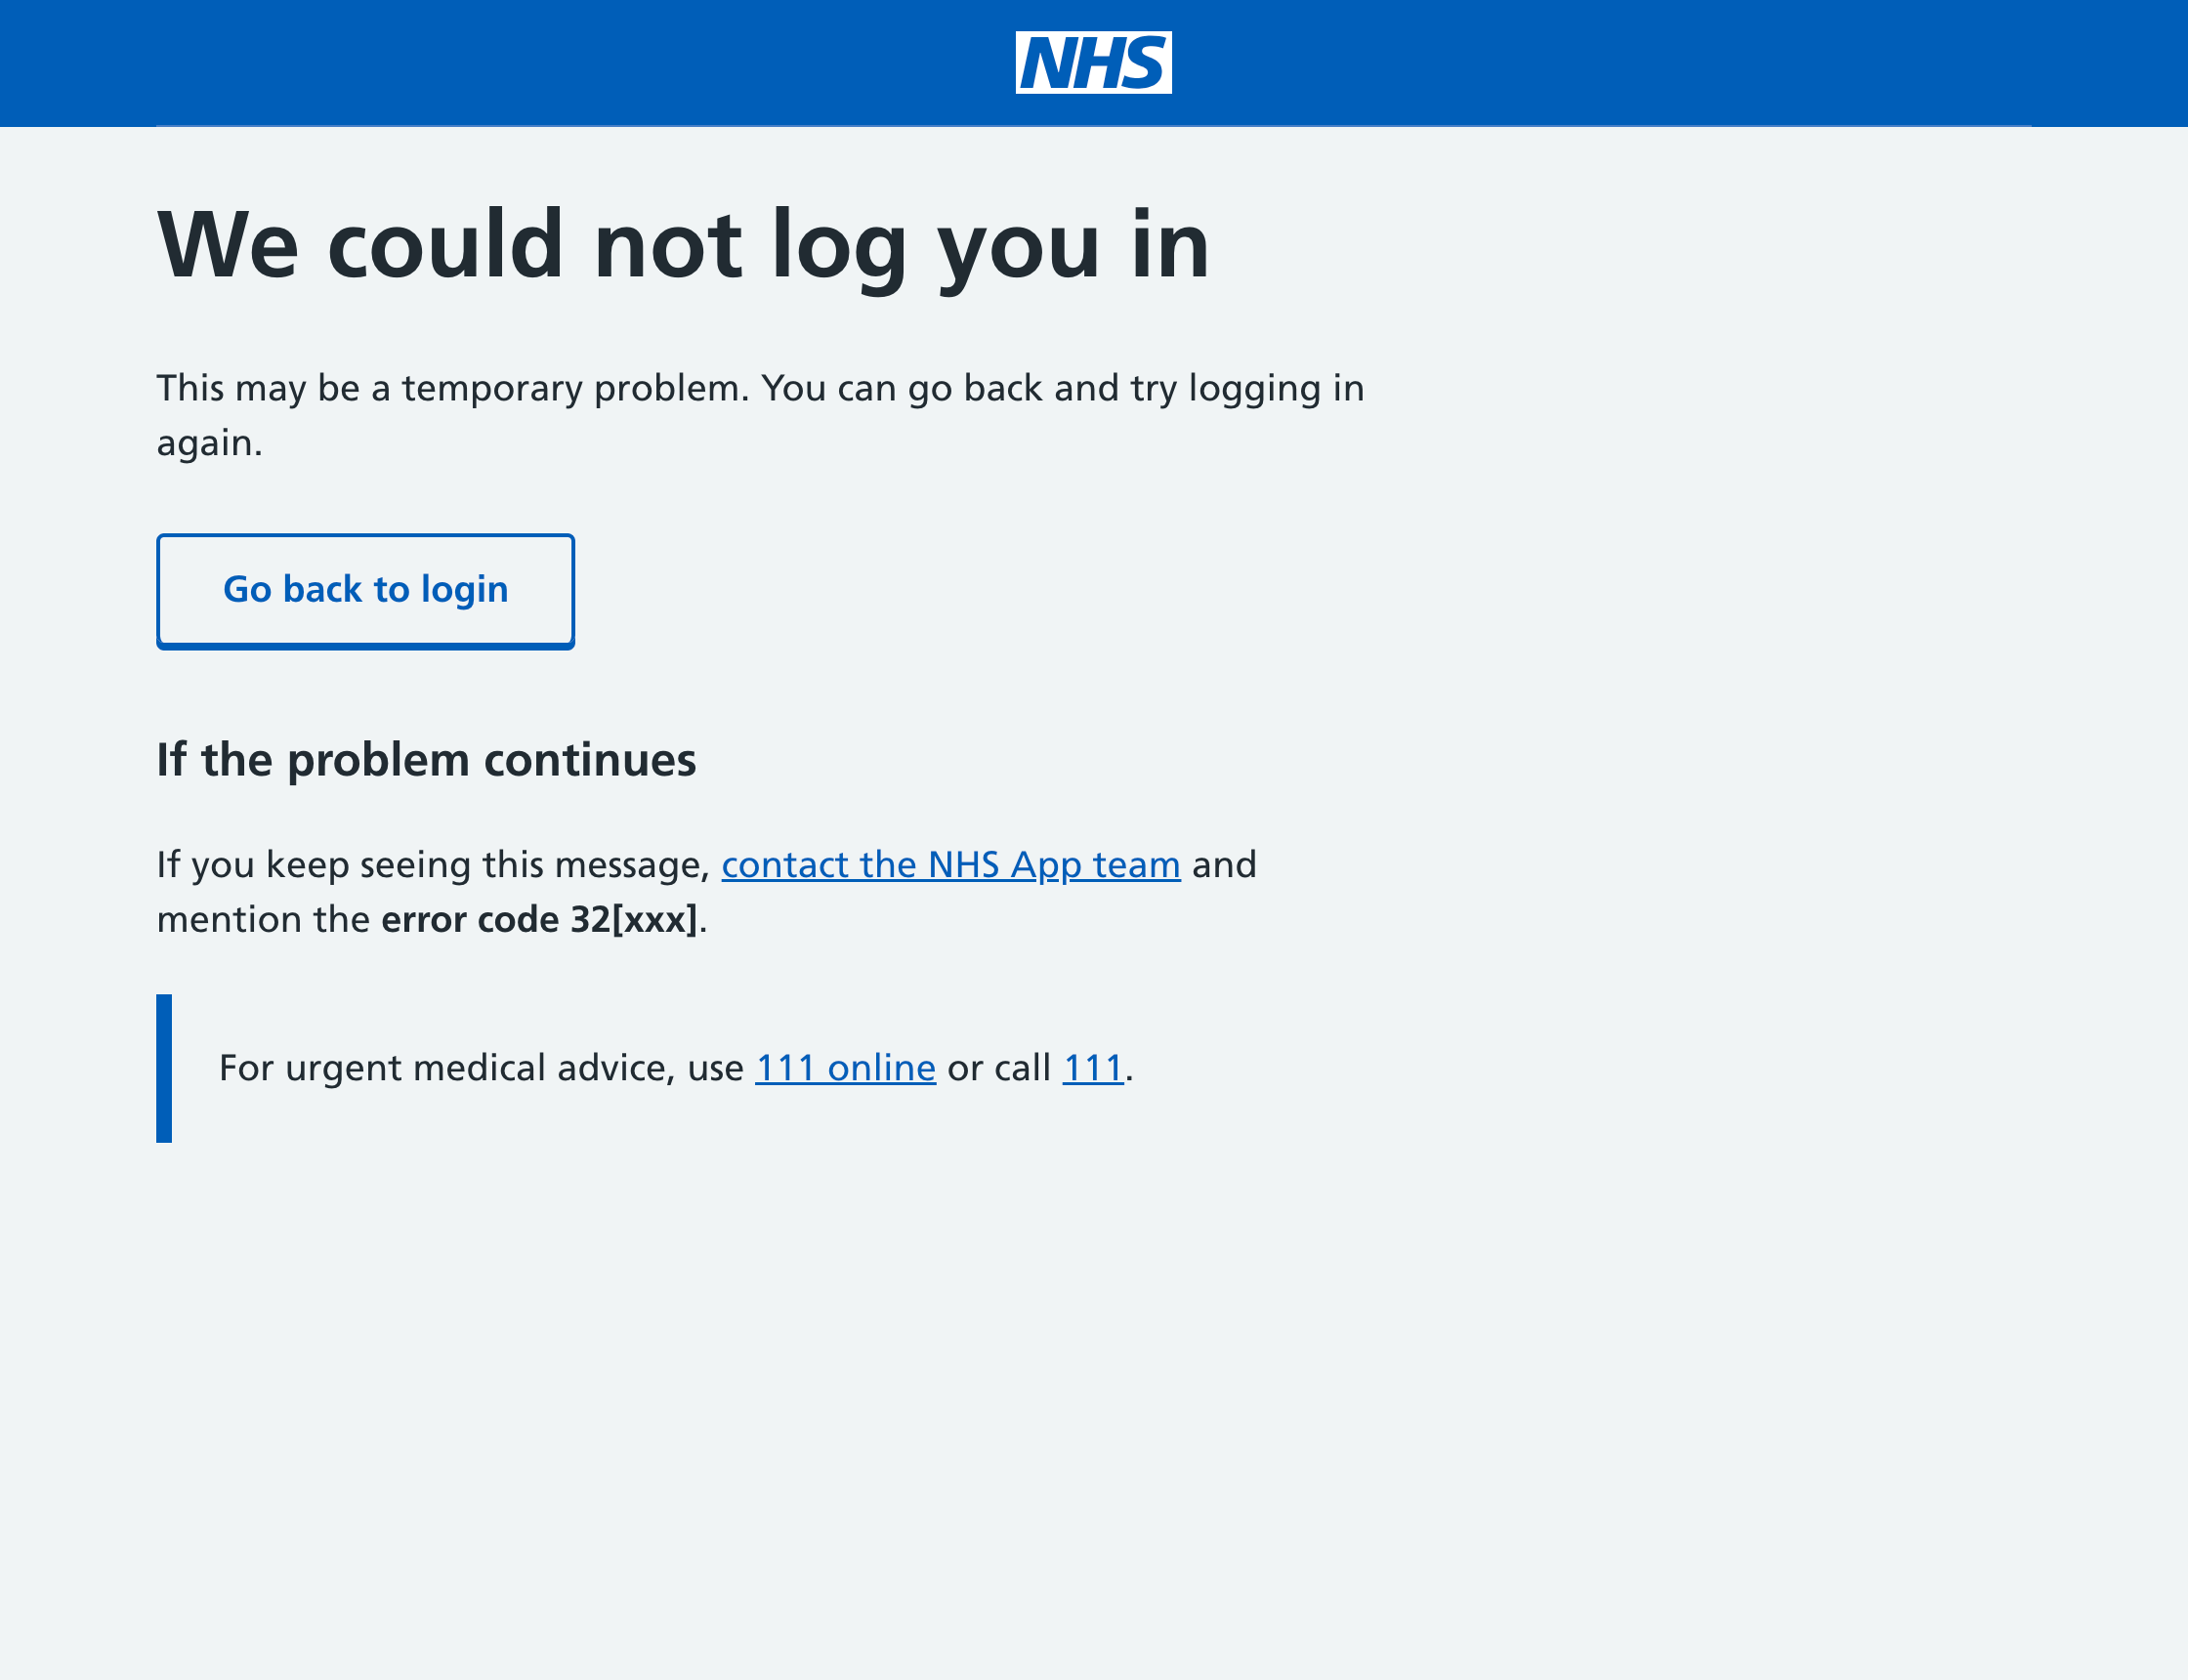 NHS
We could not log you in
This may be a temporary problem. You can go back and try logging in
again.
Go back to login
If the problem continues
If you keep seeing this message, contact the NHS App team and
mention the error code 32[xxx].
For urgent medical advice, use 111 online or call 111.